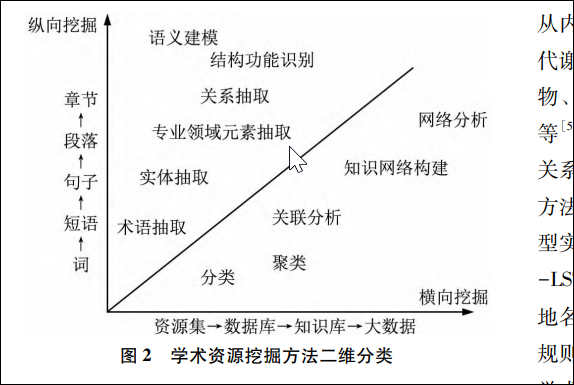 纵向挖掘
语义建模
结构功能识别
关系抽取
专业领域元素抽取
实体抽取
术语抽取
章节
段落
句子
短语
词
网络分析
知识网络构建
关联分析
聚类
分类
横向挖掘
资源集→数据库→知识库→大数据
图 2 学术资源挖掘方法二维分类
从内
代谢
物、
等[5
关系
方法
型实
-LS
地名
规则